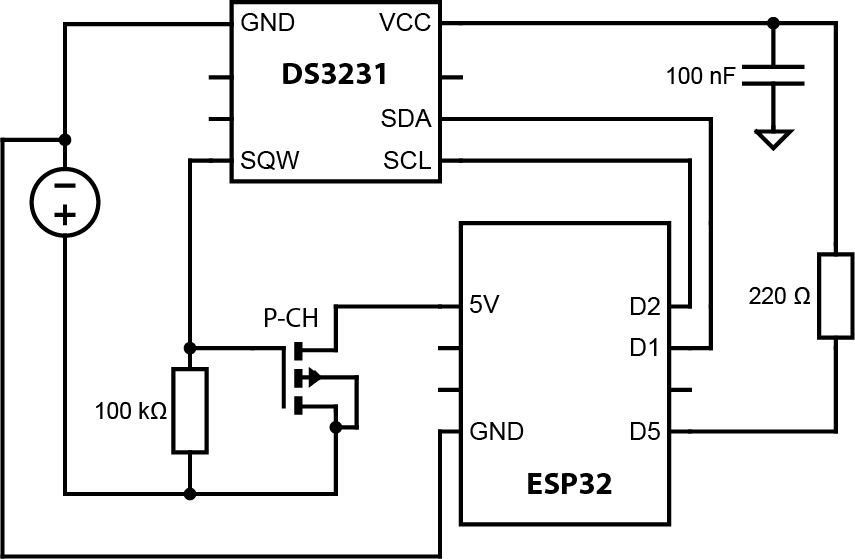 GND VCC
DS3231
100 nF
SDA
SQW SCL
− 
+
5V D2
220 Ω
P-CH
D1
100 kΩ
GND D5
ESP32